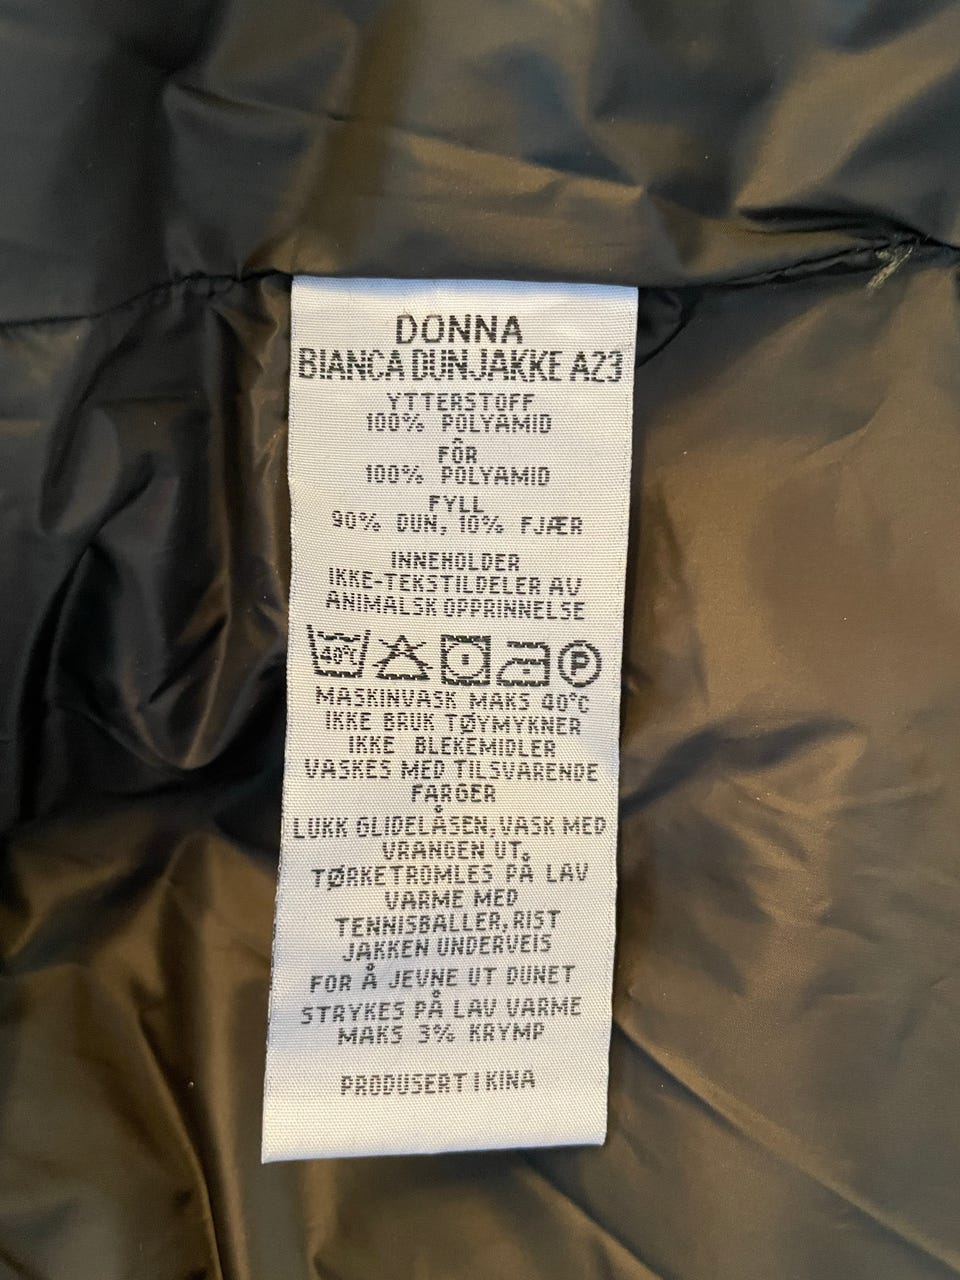 DONNA
BIANCA DUNJAKKE A23
YTTERSTOFF
100% POLYAMID
FÔR
100% POLYAMID
FYLL
90% DUN, 10% FJÆR
INNEHOLDER
IKKE-TEKSTILDELER AV
ANIMALSK OPPRINNELSE
40°C P
MASKINVASK MAKS 40°C
IKKE BRUK TØYMYKNER
IKKE BLEKEMIDLER
VASKES MED TILSVARENDE
FARGER
LUKK GLIDELÅSEN, VASK MED
VRANGEN UT.
TØRKETROMLES PÅ LAV
VARME MED
TENNISBALLER, RIST
JAKKEN UNDERVEIS
FOR Å JEVNE UT DUNET
STRYKES PÅ LAV VARME
MAKS 3% KRYMP
PRODUSERT I KINA